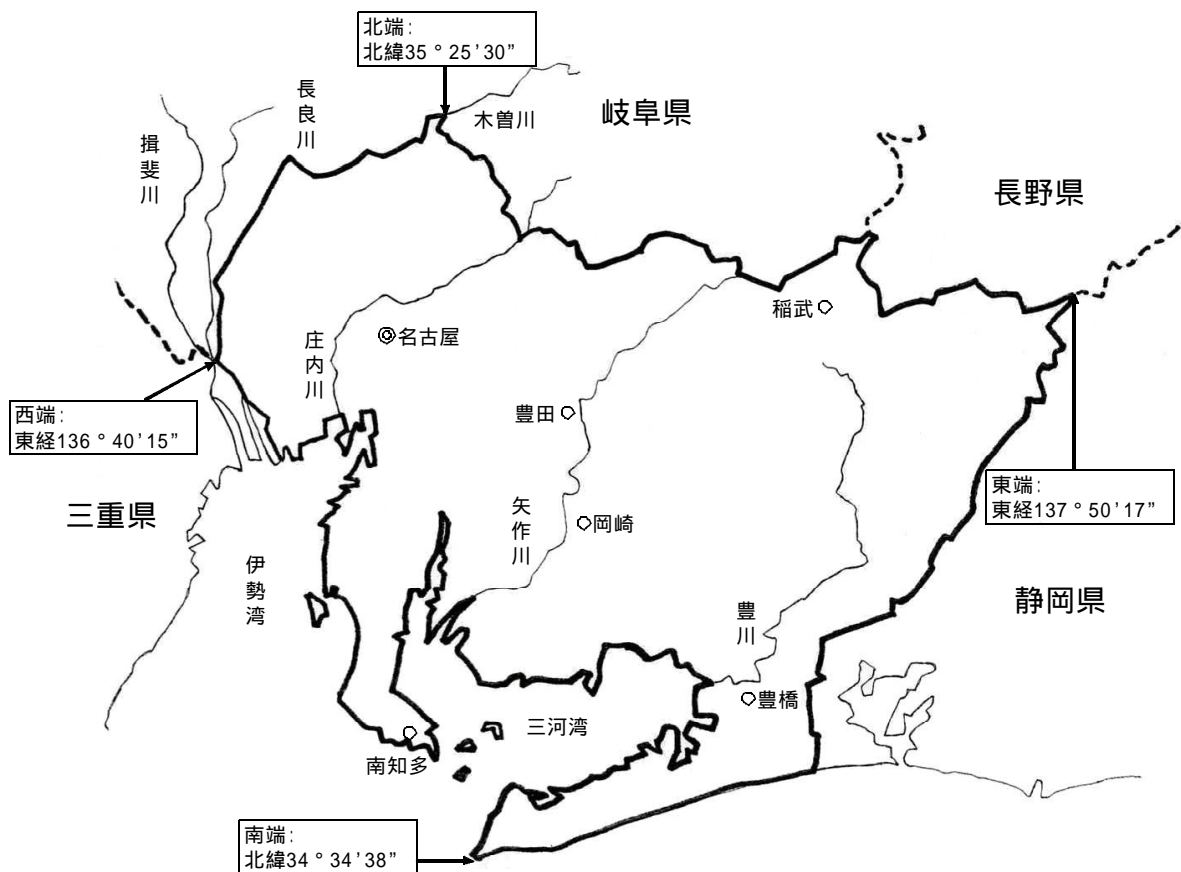 北端：
北緯35°25’30”
長良川
木曽川
岐阜県
揖斐川
長野県
稲武
庄内川
名古屋
西端：
東経136°40’15”
豊田
東端：
東経137°50’17”
三重県
矢作川
岡崎
伊勢湾
静岡県
豊川
豊橋
三河湾
南知多
南端：
北緯34°34’38”